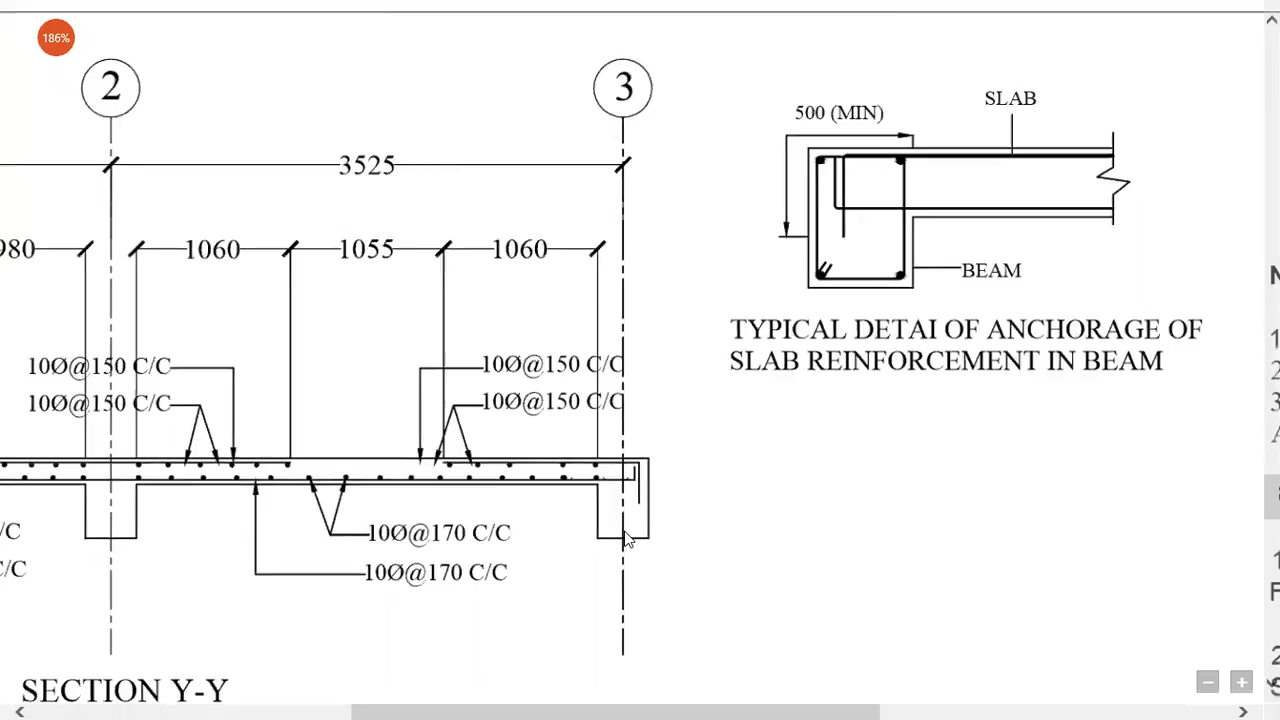 186%
2
3
500 (MIN)
SLAB
3525
980
1060
1055
1060
BEAM
TYPICAL DETAI OF ANCHORAGE OF
SLAB REINFORCEMENT IN BEAM
10Ø@150 C/C
10Ø@150 C/C
10Ø@150 C/C
10Ø@150 C/C
/C
10Ø@170 C/C
C/C
10Ø@170 C/C
SECTION Y-Y